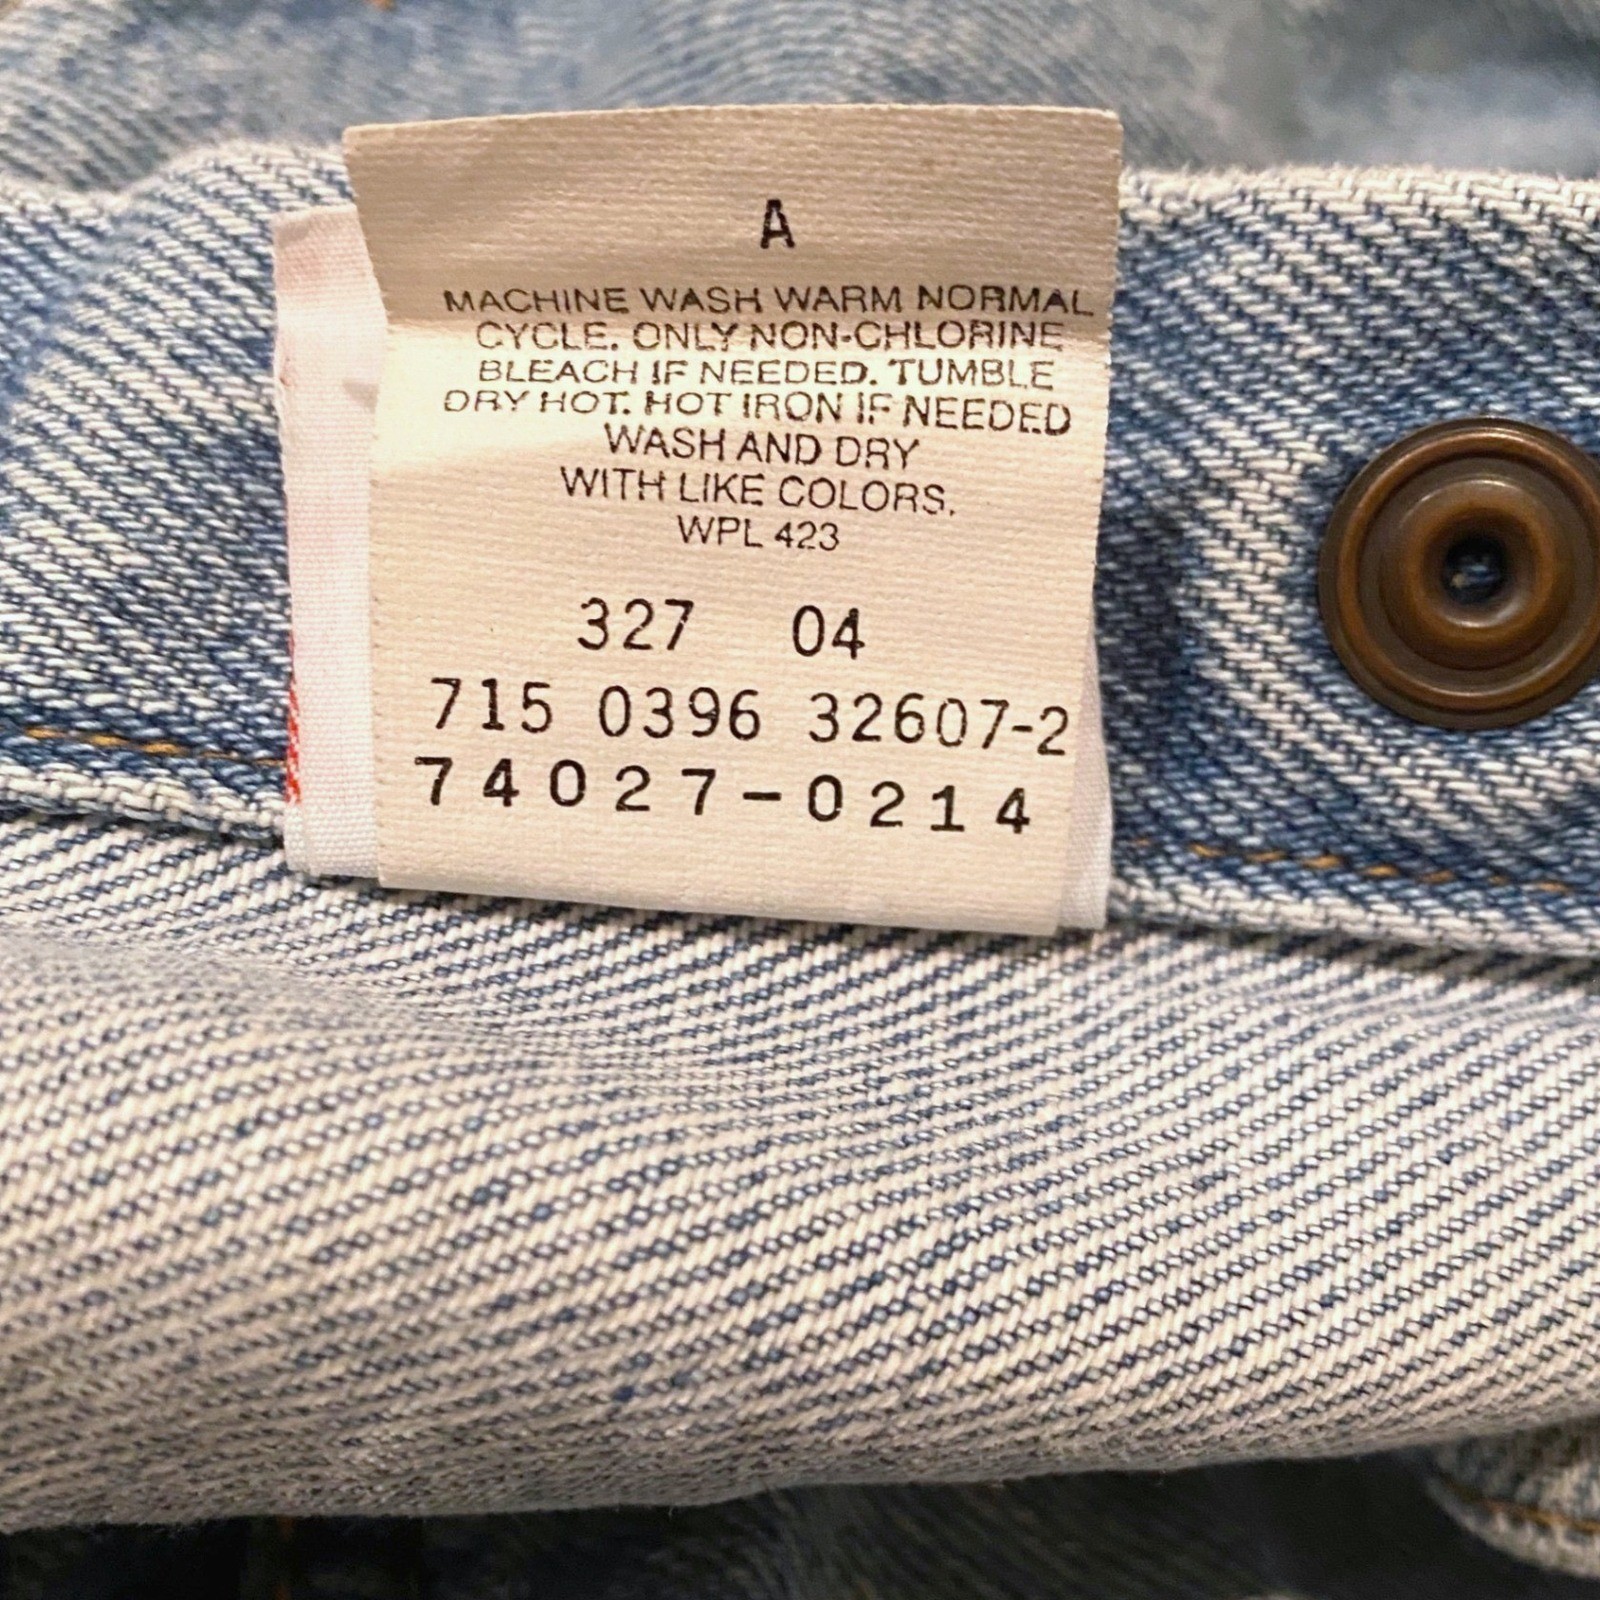 A
MACHINE WASH WARM NORMAL
CYCLE. ONLY NON-CHLORINE
BLEACH IF NEEDED. TUMBLE
DRY HOT. HOT IRON IF NEEDED
WASH AND DRY
WITH LIKE COLORS.
WPL 423
327 04
715 0396 32607-2
74027-0214